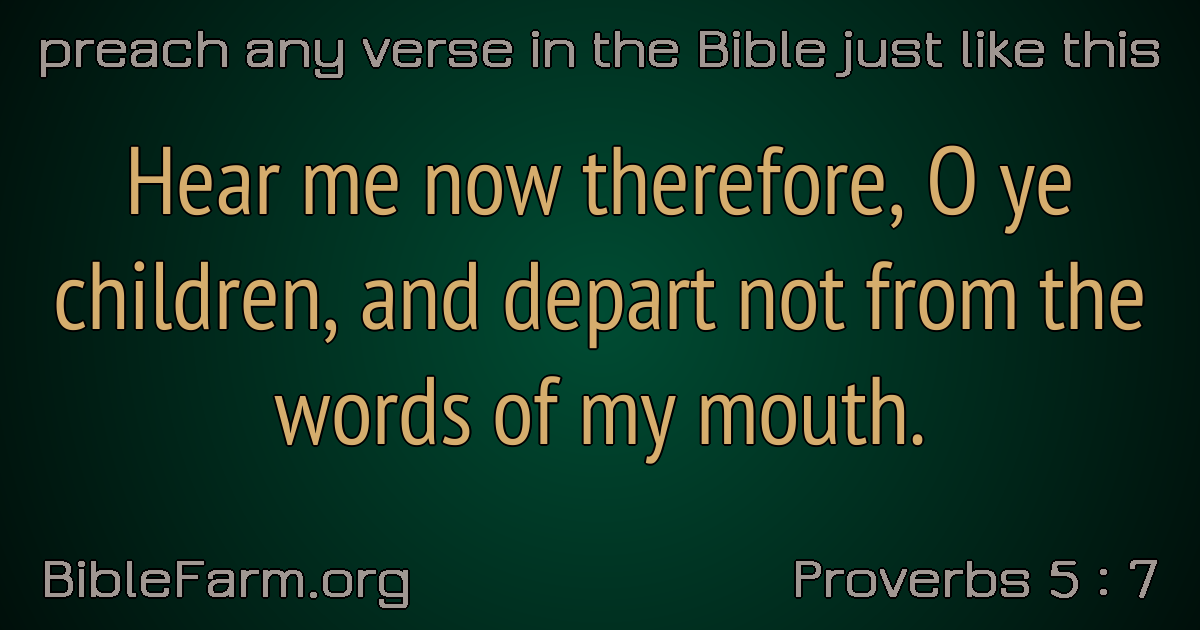 preach any verse in the Bible just like this
Hear me now therefore, O ye
children, and depart not from the
words of my mouth.
BibleFarm.org
Proverbs 5 : 7